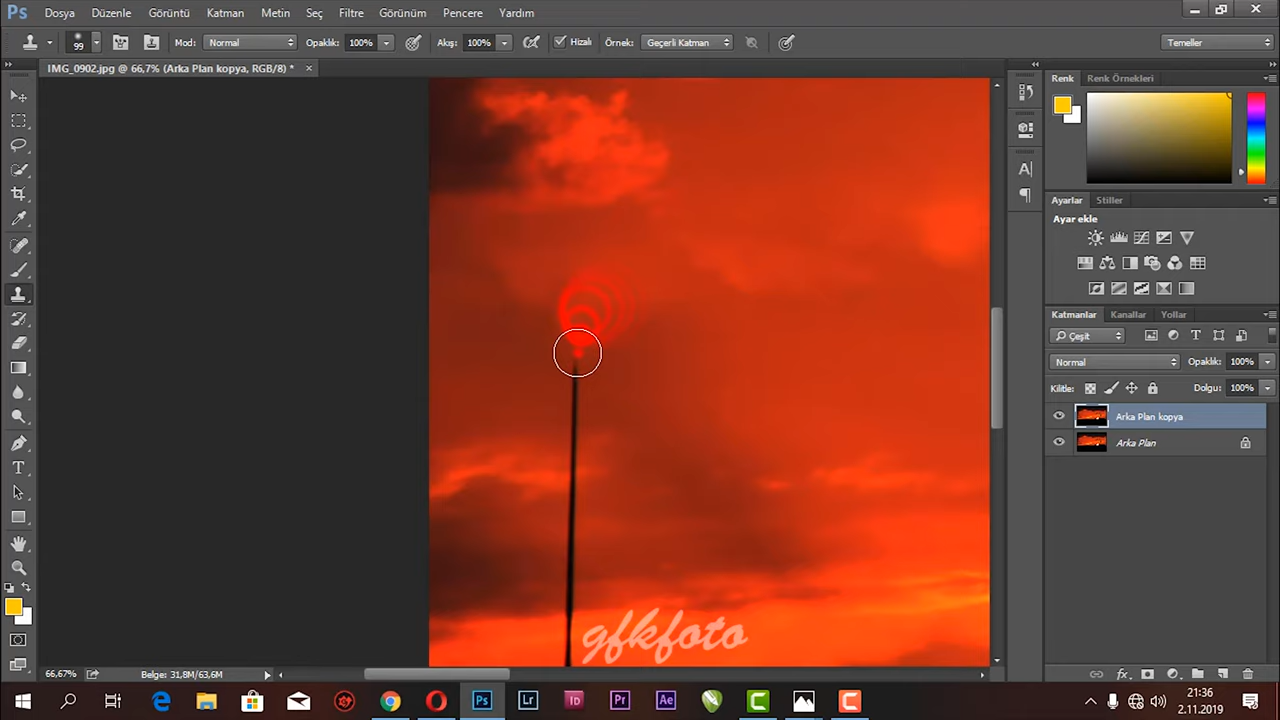 Ps Dosya Düzenle Görüntü Katman Metin Seç Filtre Görünüm Pencere Yardım
99 Mod: Normal Opaklık: 100% Akış: 100% Hizalı Örnek: Geçerli Katman Temeller
IMG_0902.jpg @ 66,7% (Arka Plan kopya, RGB/8) *
Renk Renk Örnekleri
Ayarlar Stiller
Ayar ekle
Katmanlar Kanallar Yollar
Çeşit
Normal Opaklık: 100%
Kilitle: Dolgu: 100%
Arka Plan kopya
Arka Plan
gfkfoto
66,67% Belge: 31,8M/63,6M
21:36
2.11.2019